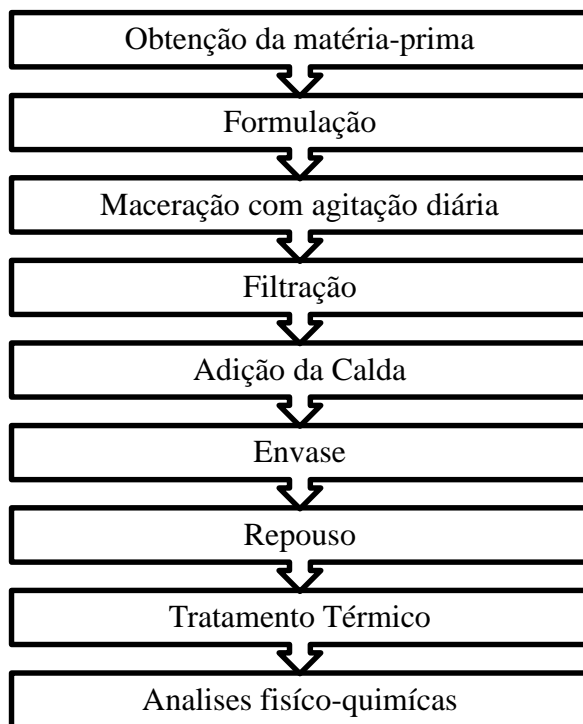 Obtenção da matéria-prima
Formulação
Maceração com agitação diária
Filtração
Adição da Calda
Envase
Repouso
Tratamento Térmico
Analises fisíco-quimícas